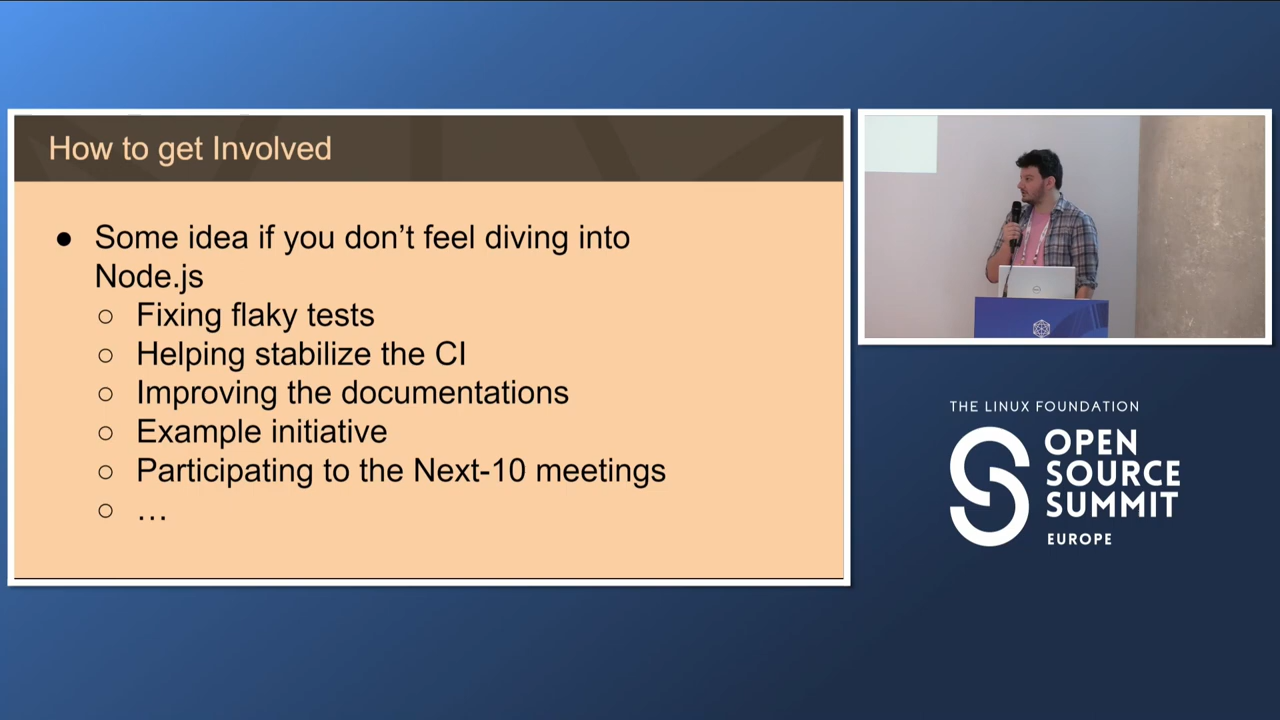 How to get Involved
● Some idea if you don't feel diving into
Node.js
○ Fixing flaky tests
○ Helping stabilize the CI
○ Improving the documentations
○ Example initiative
○ Participating to the Next-10 meetings
○ …
THE LINUX FOUNDATION
OPEN
SOURCE
SUMMIT
EUROPE